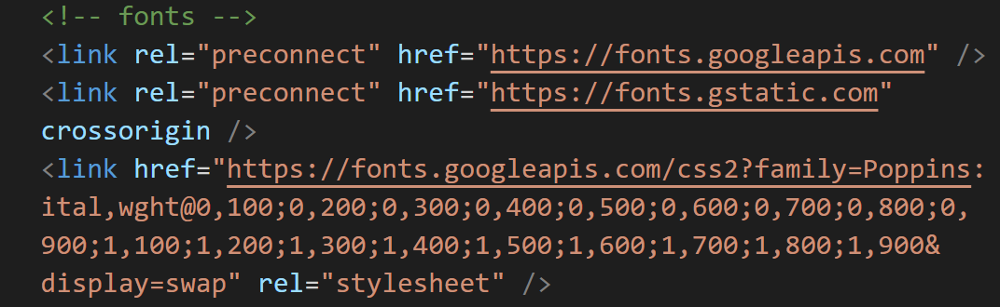 <!-- fonts -->
<link rel="preconnect" href="https://fonts.googleapis.com" />
<link rel="preconnect" href="https://fonts.gstatic.com"
crossorigin />
<link href="https://fonts.googleapis.com/css2?family=Poppins:
ital,wght@0,100;0,200;0,300;0,400;0,500;0,600;0,700;0,800;0,
900;1,100;1,200;1,300;1,400;1,500;1,600;1,700;1,800;1,900&
display=swap" rel="stylesheet" />